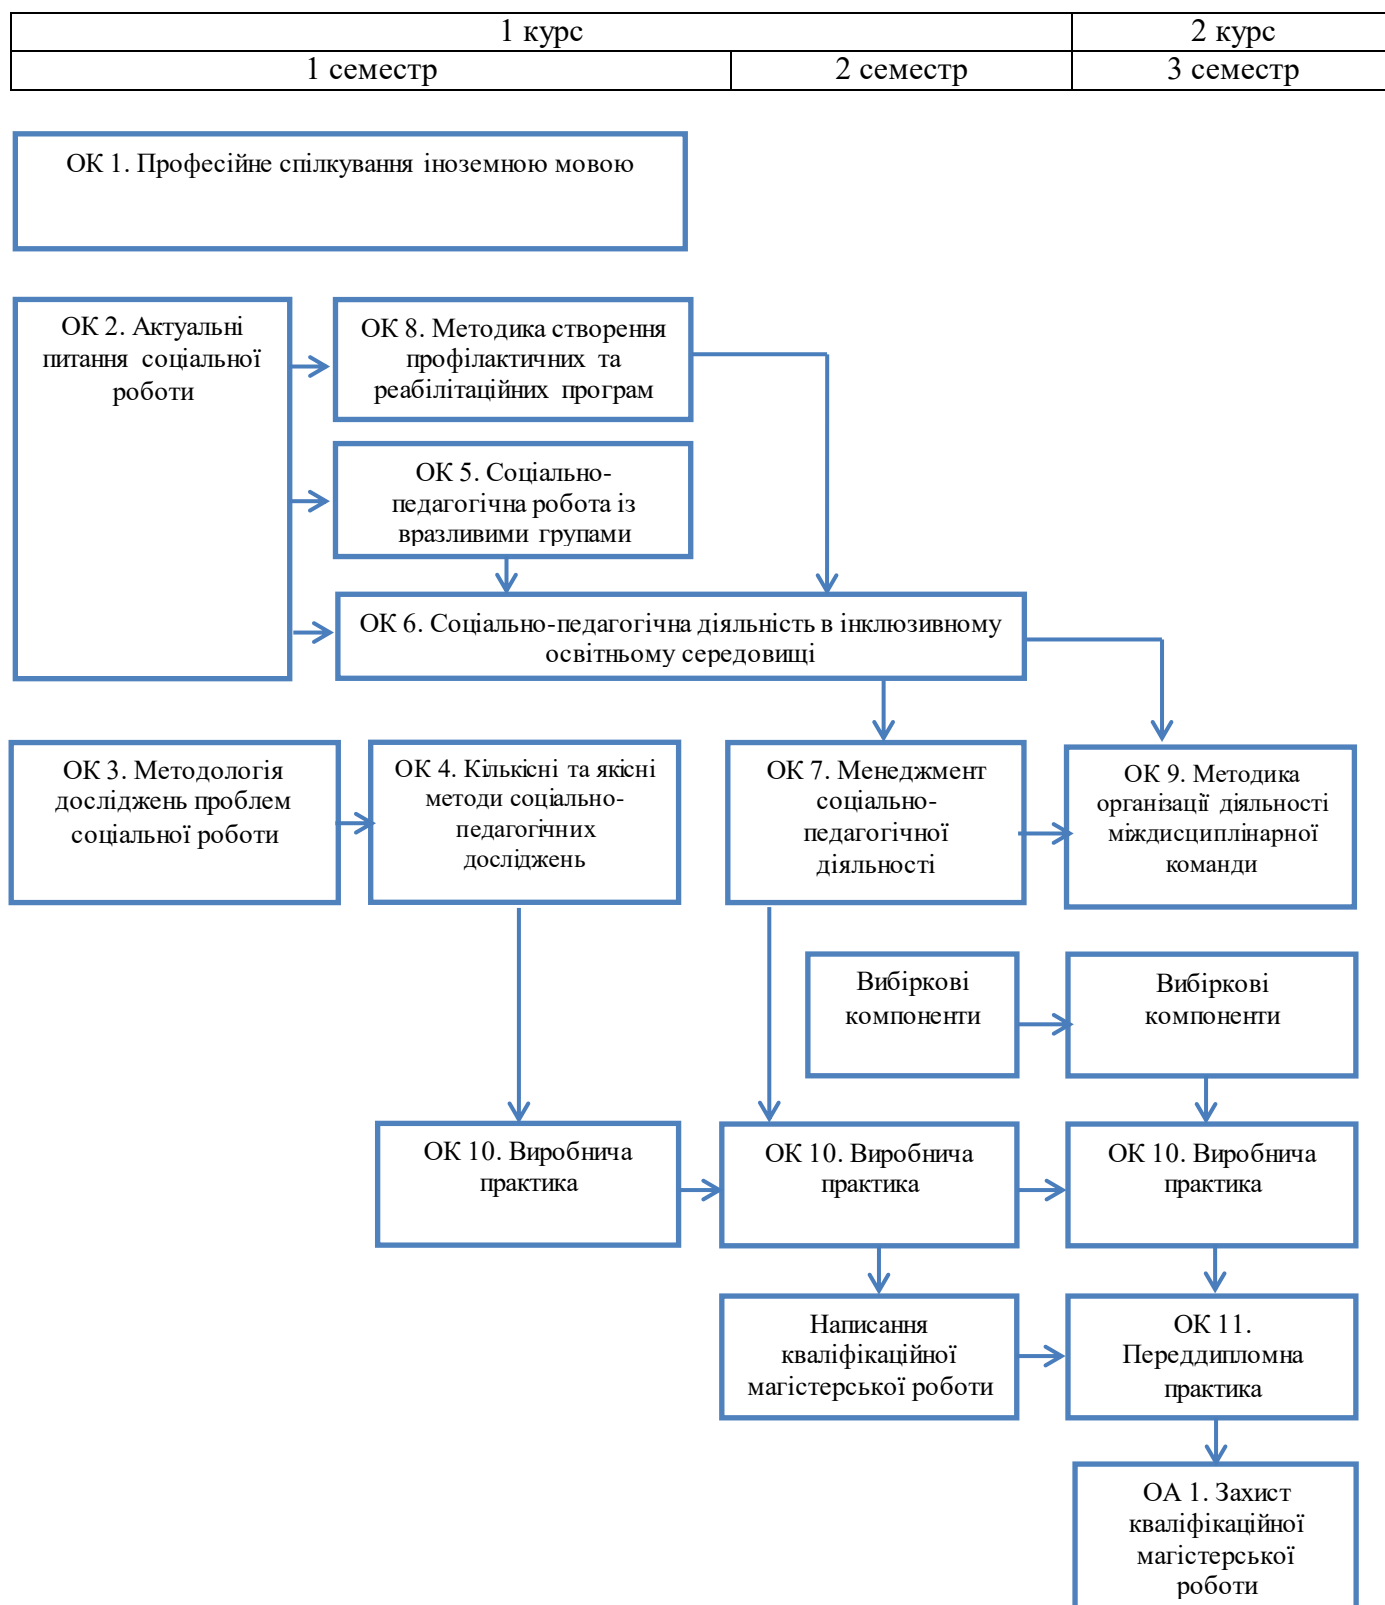 1 курс
2 курс
1 семестр
2 семестр
3 семестр
ОК 1. Професійне спілкування іноземною мовою
ОК 2. Актуальні
питання соціальної
роботи
ОК 8. Методика створення
профілактичних та
реабілітаційних програм
ОК 5. Соціально-
педагогічна робота із
вразливими групами
ОК 6. Соціально-педагогічна діяльність в інклюзивному
освітньому середовищі
ОК 3. Методологія
досліджень проблем
соціальної роботи
ОК 4. Кількісні та якісні
методи соціально-
педагогічних
досліджень
ОК 7. Менеджмент
соціально-
педагогічної
діяльності
ОК 9. Методика
організації діяльності
міждисциплінарної
команди
Вибіркові
компоненти
Вибіркові
компоненти
ОК 10. Виробнича
практика
ОК 10. Виробнича
практика
ОК 10. Виробнича
практика
Написання
кваліфікаційної
магістерської роботи
ОК 11.
Переддипломна
практика
ОА 1. Захист
кваліфікаційної
магістерської
роботи